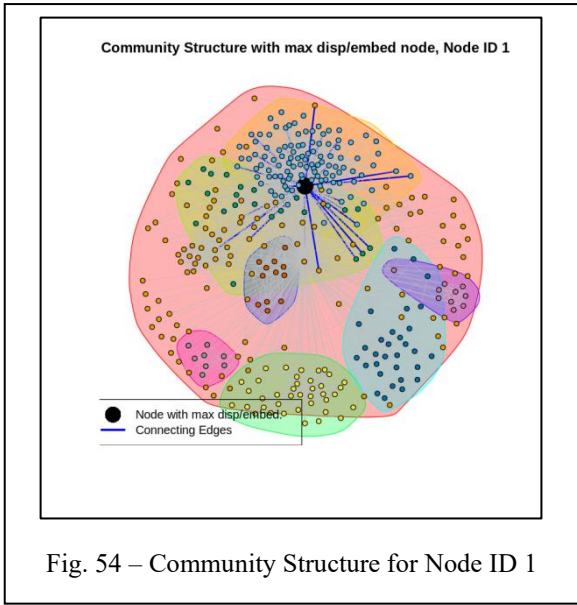 Community Structure with max disp/embed node, Node ID 1
Node with max disp/embed.
Connecting Edges
Fig. 54 – Community Structure for Node ID 1